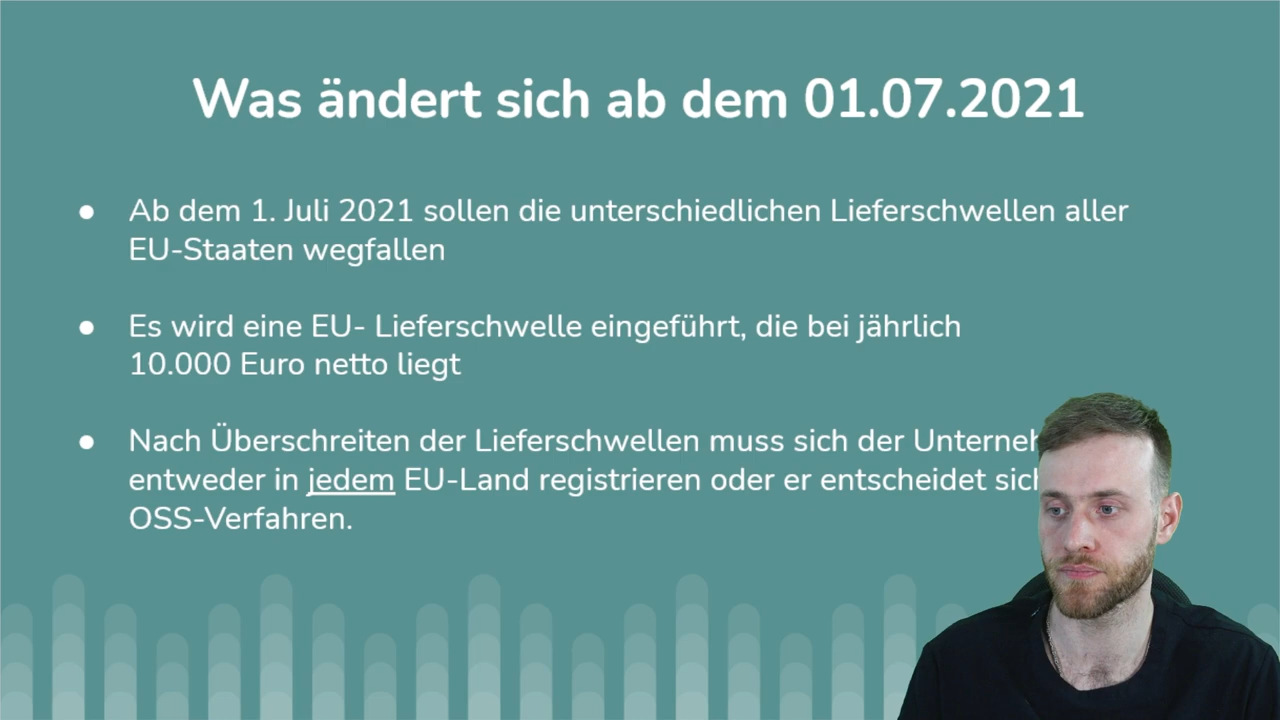 Was ändert sich ab dem 01.07.2021
● Ab dem 1. Juli 2021 sollen die unterschiedlichen Lieferschwellen aller
EU-Staaten wegfallen
● Es wird eine EU- Lieferschwelle eingeführt, die bei jährlich
10.000 Euro netto liegt
● Nach Überschreiten der Lieferschwellen muss sich der
entweder in jedem EU-Land registrieren oder er entscheidet
OSS-Verfahren.